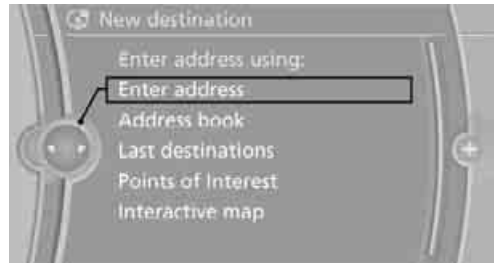 New destination
Enter address using:
Enter address
Address book
Last destinations
Points of Interest
Interactive map